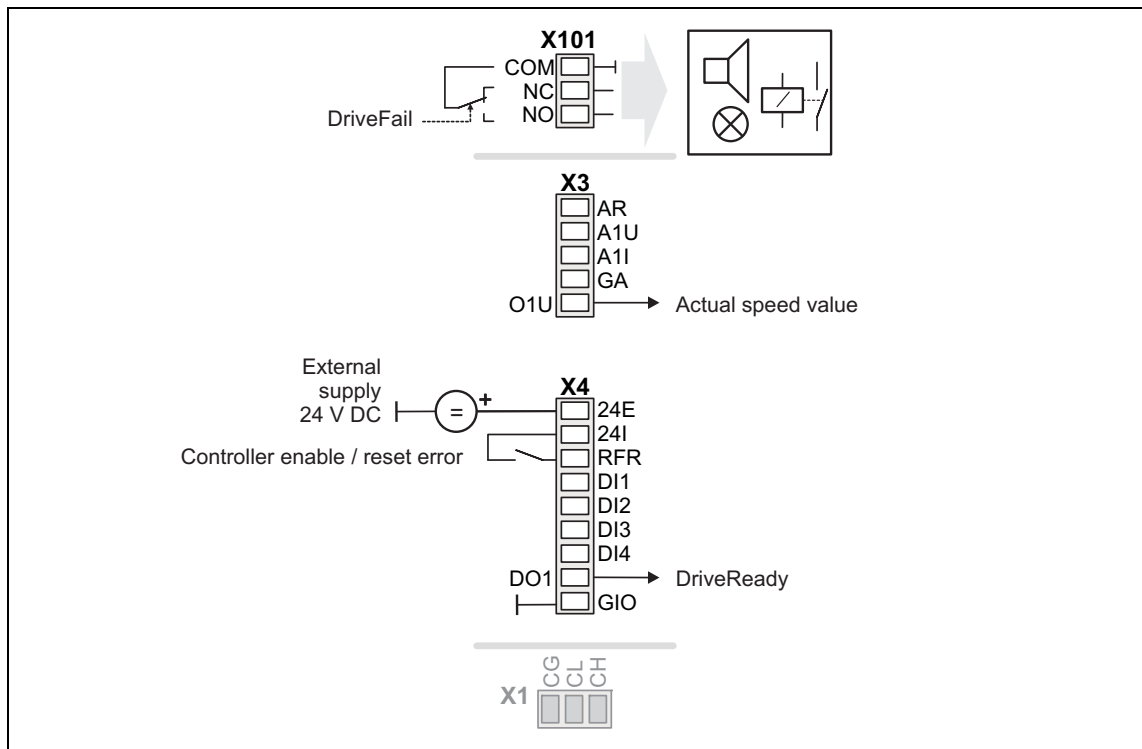 X101
COM
NC
NO
DriveFail
X3
AR
A1U
A1I
GA
O1U
Actual speed value
External
supply
24 V DC
=
+
X4
24E
24I
Controller enable / reset error
RFR
DI1
DI2
DI3
DI4
DO1
DriveReady
GIO
X1
CG
CL
CH